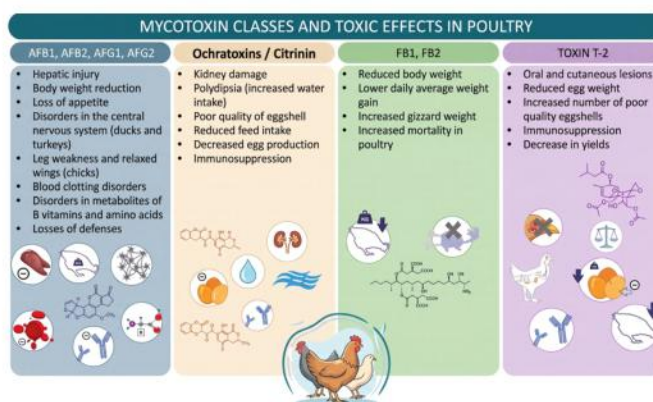 MYCOTOXIN CLASSES AND TOXIC EFFECTS IN POULTRY
AFB1, AFB2, AFG1, AFG2
• Hepatic injury
• Body weight reduction
• Loss of appetite
• Disorders in the central
nervous system (ducks and
turkeys)
• Leg weakness and relaxed
wings (chicks)
• Blood clotting disorders
• Disorders in metabolites of
B vitamins and amino acids
• Losses of defenses
Ochratoxins / Citrinin
• Kidney damage
• Polydipsia (increased water
intake)
• Poor quality of eggshell
• Reduced feed intake
• Decreased egg production
• Immunosuppression
FB1, FB2
• Reduced body weight
• Lower daily average weight
gain
• Increased gizzard weight
• Increased mortality in
poultry
TOXIN T-2
• Oral and cutaneous lesions
• Reduced egg weight
• Increased number of poor
quality eggshells
• Immunosuppression
• Decrease in yields